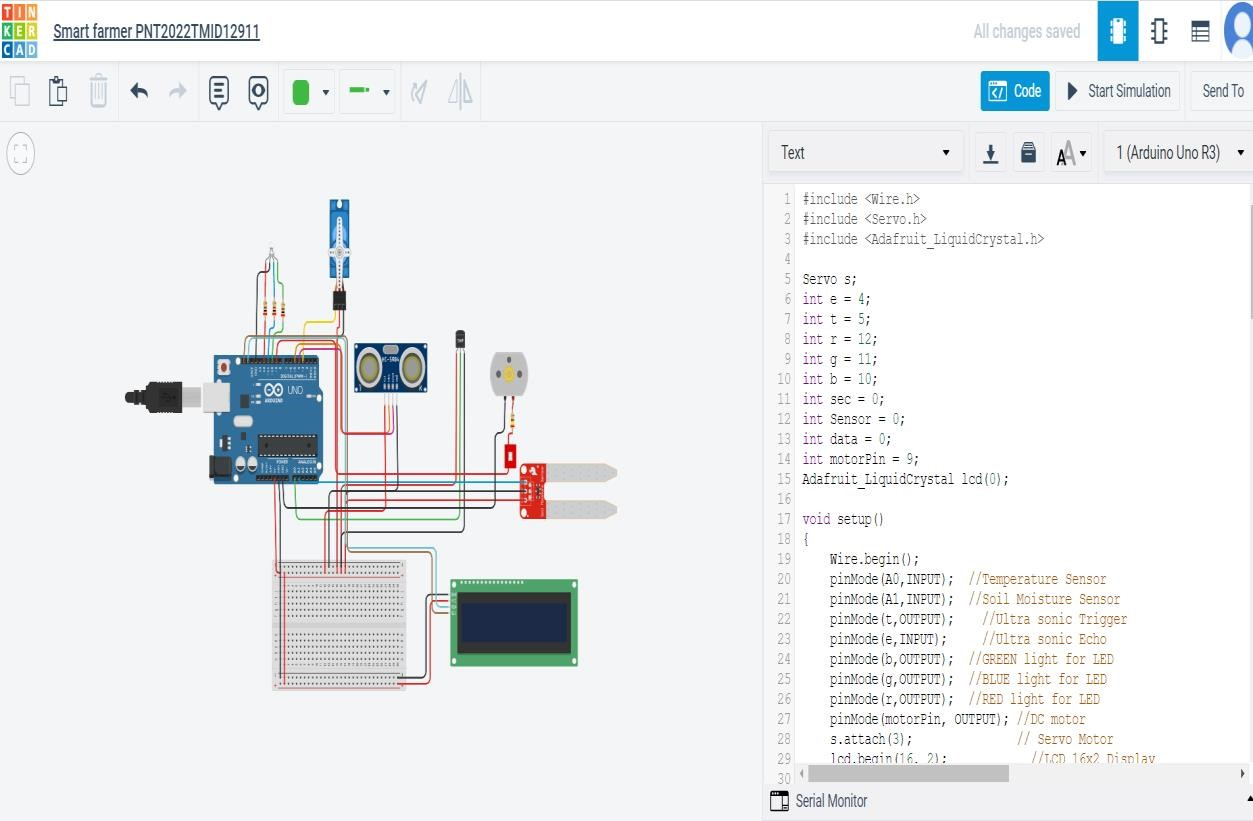 TIN
KER
CAD
Smart farmer PNT2022TMID12911
All changes saved
Code
Start Simulation
Send To
Text
1 (Arduino Uno R3)
1 #include <Wire.h>
2 #include <Servo.h>
3 #include <Adafruit_LiquidCrystal.h>
4
5 Servo s;
6 int e = 4;
7 int t = 5;
8 int r = 12;
9 int g = 11;
10 int b = 10;
11 int sec = 0;
12 int Sensor = 0;
13 int data = 0;
14 int motorPin = 9;
15 Adafruit_LiquidCrystal lcd(0);
16
17 void setup()
18 {
19 Wire.begin();
20 pinMode(A0,INPUT); //Temperature Sensor
21 pinMode(A1,INPUT); //Soil Moisture Sensor
22 pinMode(t,OUTPUT); //Ultra sonic Trigger
23 pinMode(e,INPUT); //Ultra sonic Echo
24 pinMode(b,OUTPUT); //GREEN light for LED
25 pinMode(g,OUTPUT); //BLUE light for LED
26 pinMode(r,OUTPUT); //RED light for LED
27 pinMode(motorPin, OUTPUT); //DC motor
28 s.attach(3); // Servo Motor
29 lcd.begin(16, 2); //LCD 16x2 Display
30
UNO
ARDUINO
Serial Monitor